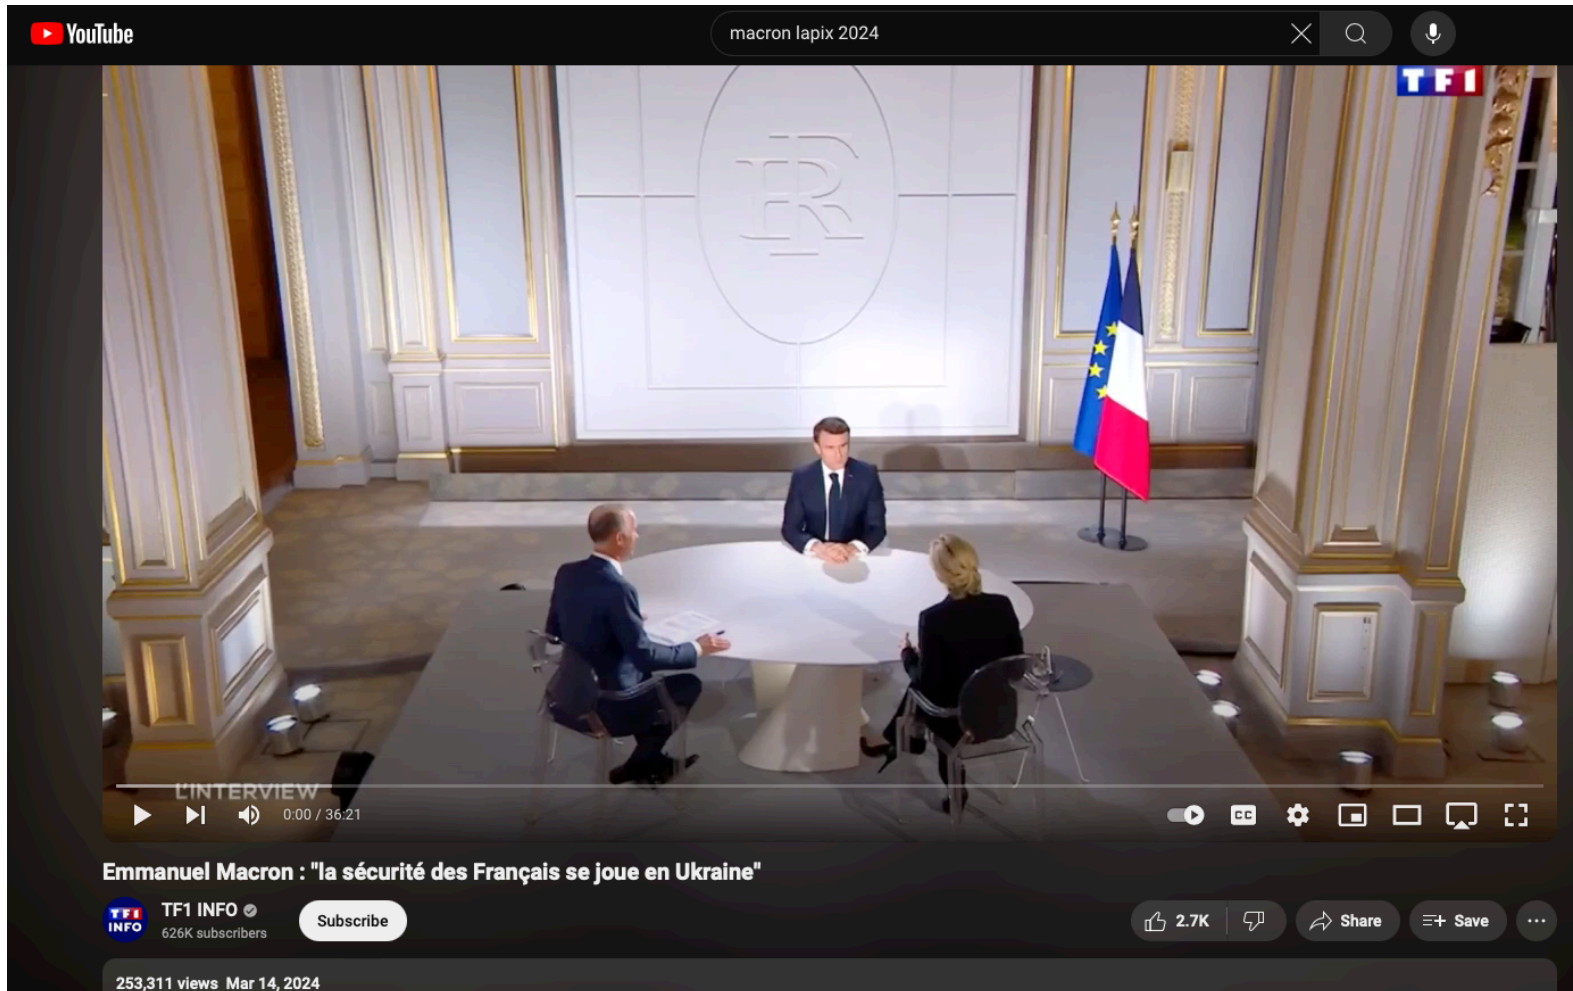 YouTube
macron lapix 2024
TF1
RF
L'INTERVIEW
0:00 / 36:21
CC
Emmanuel Macron : "la sécurité des Français se joue en Ukraine"
TF1 INFO
TF1
INFO
626K subscribers
Subscribe
2.7K
Share
Save
253,311 views Mar 14, 2024